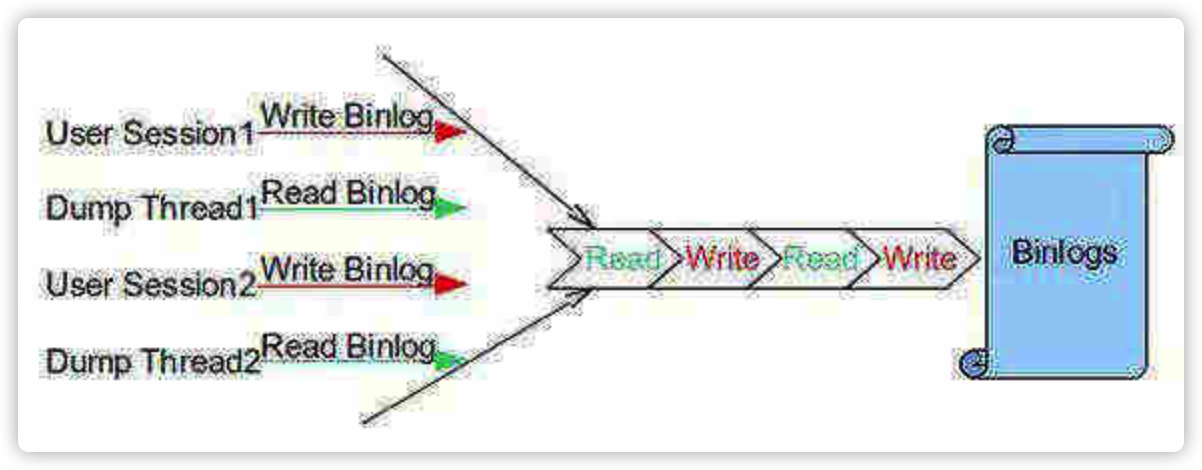 User Session1 Write Binlog
Dump Thread1 Read Binlog
User Session2 Write Binlog
Dump Thread2 Read Binlog
Read Write Read Write
Binlogs